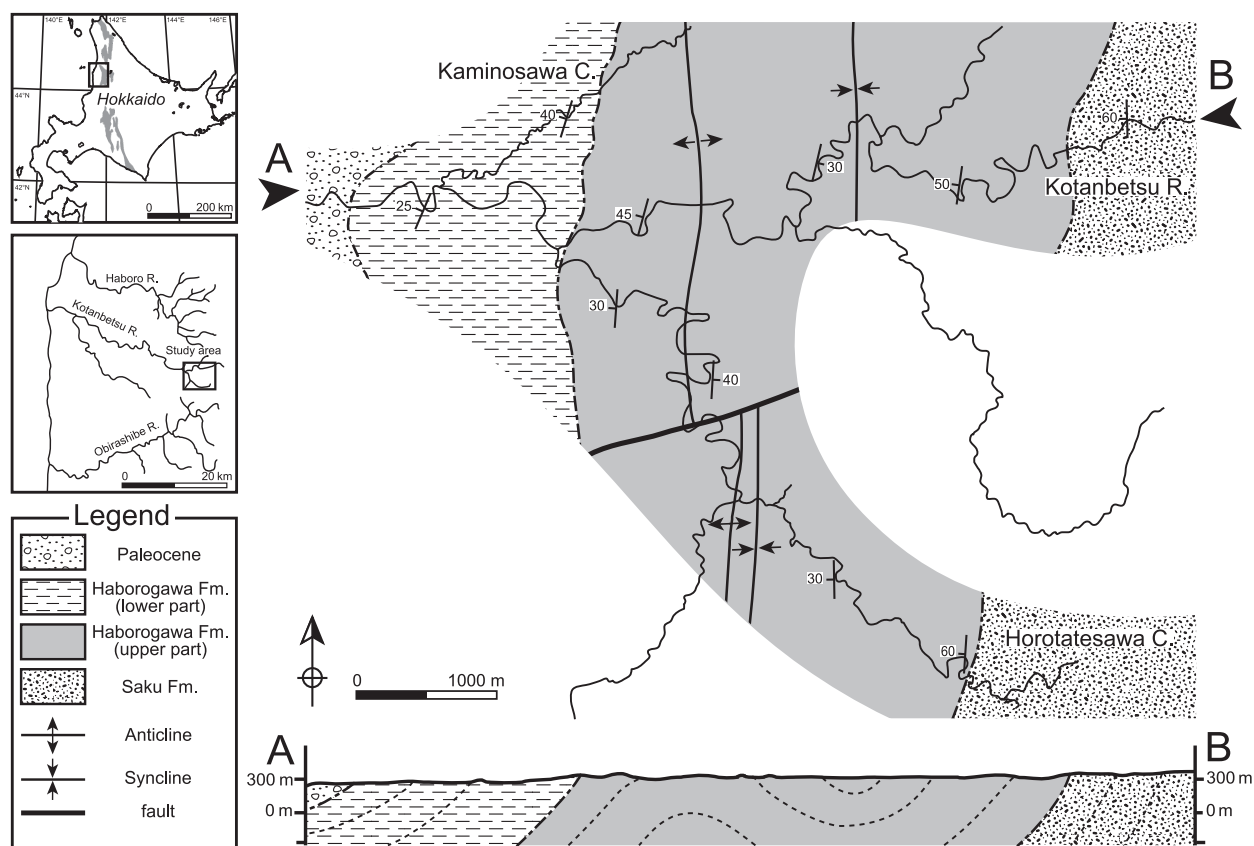 140°E
142°E
144°E
146°E
44°N
Hokkaido
42°N
0
200 km
Haboro R.
Kotanbetsu R.
Study area
Obirashibe R.
0
20 km
Legend
Paleocene
Haborogawa Fm.
(lower part)
Haborogawa Fm.
(upper part)
Saku Fm.
Anticline
Syncline
fault
Kaminosawa C.
B
A
40
60
30
50
Kotanbetsu R.
25
45
30
40
30
60
Horotatesawa C.
0
1000 m
A
B
300 m
300 m
0 m
0 m